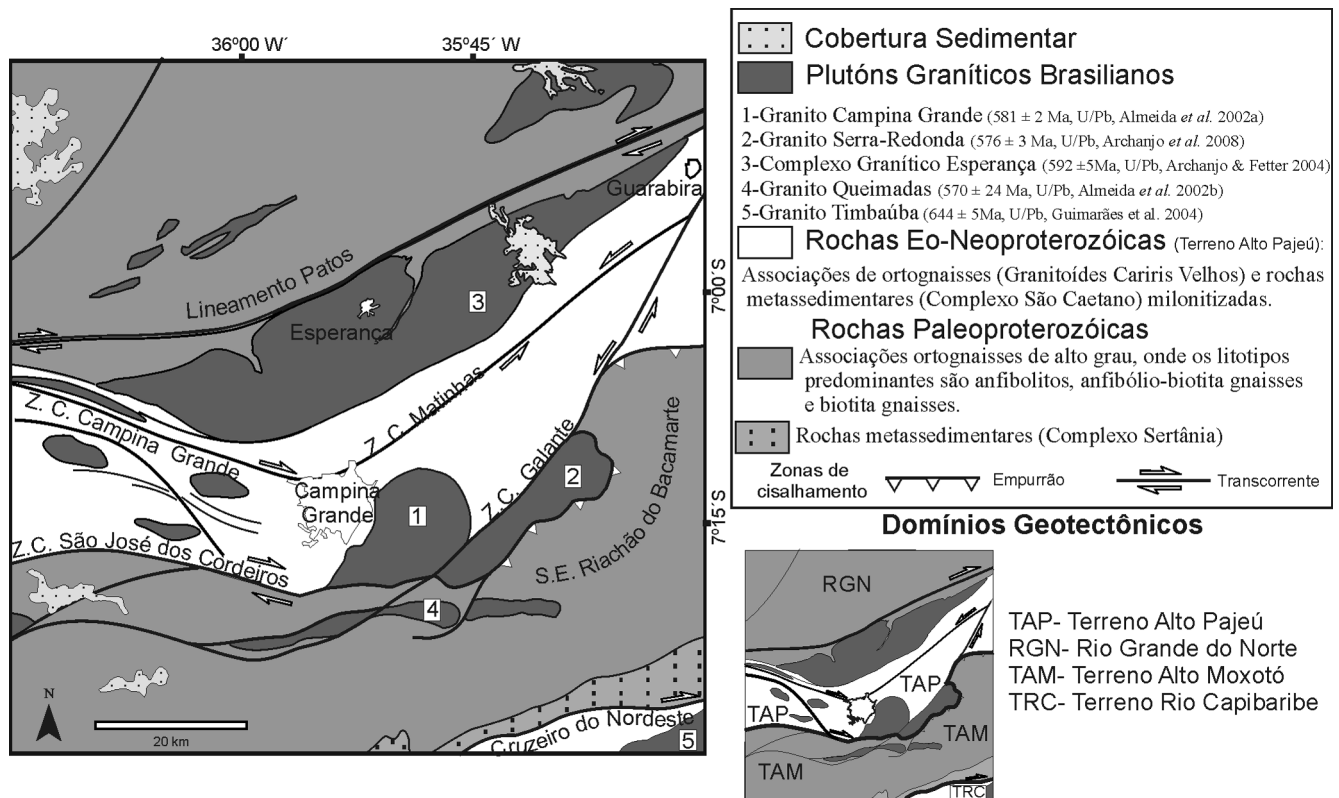 36º00 W´
35º45´ W
Guarabira
Lineamento Patos
3
Esperança
7º00´S
Z. C. Campina Grande
Z. C. Matinhas
Z.C. Galante
2
Campina
Grande
1
S.E. Riachão do Bacamarte
7º15´S
Z.C. São José dos Cordeiros
4
N
20 km
Cruzeiro do Nordeste
5
Cobertura Sedimentar
Plutóns Graníticos Brasilianos
1-Granito Campina Grande (581 ± 2 Ma, U/Pb, Almeida et al. 2002a)
2-Granito Serra-Redonda (576 ± 3 Ma, U/Pb, Archanjo et al. 2008)
3-Complexo Granítico Esperança (592 ±5Ma, U/Pb, Archanjo & Fetter 2004)
4-Granito Queimadas (570 ± 24 Ma, U/Pb, Almeida et al. 2002b)
5-Granito Timbaúba (644 ± 5Ma, U/Pb, Guimarães et al. 2004)
Rochas Eo-Neoproterozóicas (Terreno Alto Pajeú):
Associações de ortognaisses (Granitoídes Cariris Velhos) e rochas
metassedimentares (Complexo São Caetano) milonitizadas.
Rochas Paleoproterozóicas
Associações ortognaisses de alto grau, onde os litotipos
predominantes são anfibolitos, anfibólio-biotita gnaisses
e biotita gnaisses.
Rochas metassedimentares (Complexo Sertânia)
Zonas de
cisalhamento
Empurrão
Transcorrente
Domínios Geotectônicos
RGN
TAP
TAP
TAM
TAM
TRC
TAP- Terreno Alto Pajeú
RGN- Rio Grande do Norte
TAM- Terreno Alto Moxotó
TRC- Terreno Rio Capibaribe